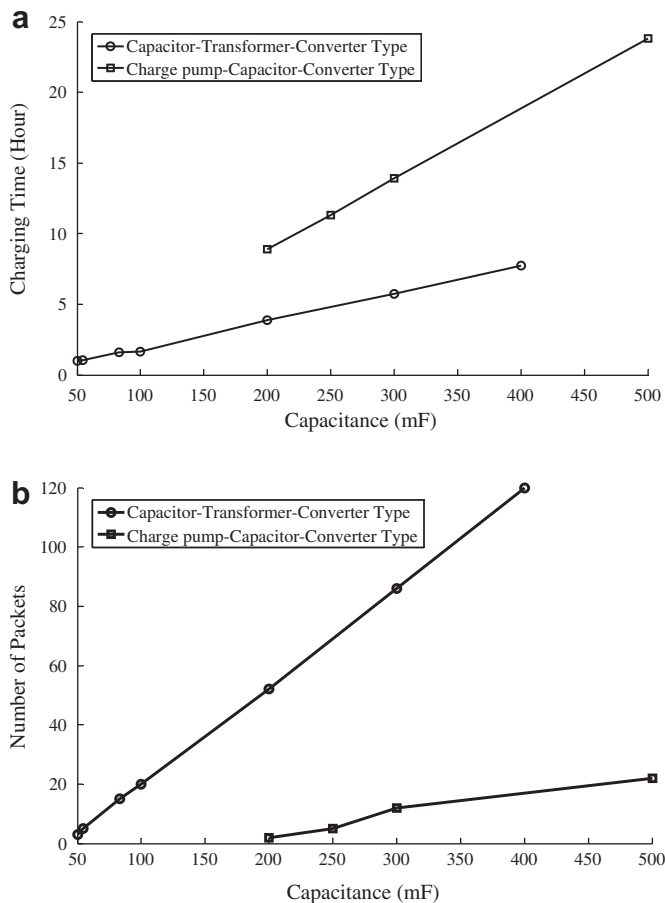 a
25
20
15
10
5
0
Charging Time (Hour)
Capacitor-Transformer-Converter Type
Charge pump-Capacitor-Converter Type
50 100 150 200 250 300 350 400 450 500
Capacitance (mF)
b
120
100
80
60
40
20
0
Number of Packets
Capacitor-Transformer-Converter Type
Charge pump-Capacitor-Converter Type
50 100 150 200 250 300 350 400 450 500
Capacitance (mF)